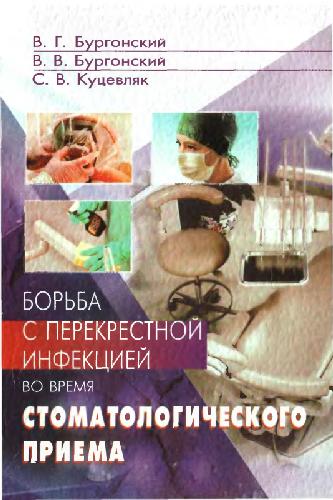 В. Г. Бургонский
В. В. Бургонский
С. В. Куцевляк
БОРЬБА
С ПЕРЕКРЕСТНОЙ
ИНФЕКЦИЕЙ
ВО ВРЕМЯ
СТОМАТОЛОГИЧЕСКОГО
ПРИЕМА